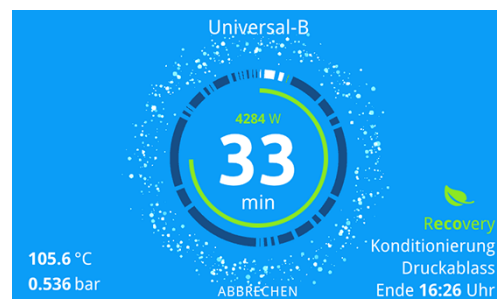 Universal-B
4284 W
33
min
Recovery
Konditionierung
Druckablass
Ende 16:26 Uhr
105.6 °C
0.536 bar
ABBRECHEN